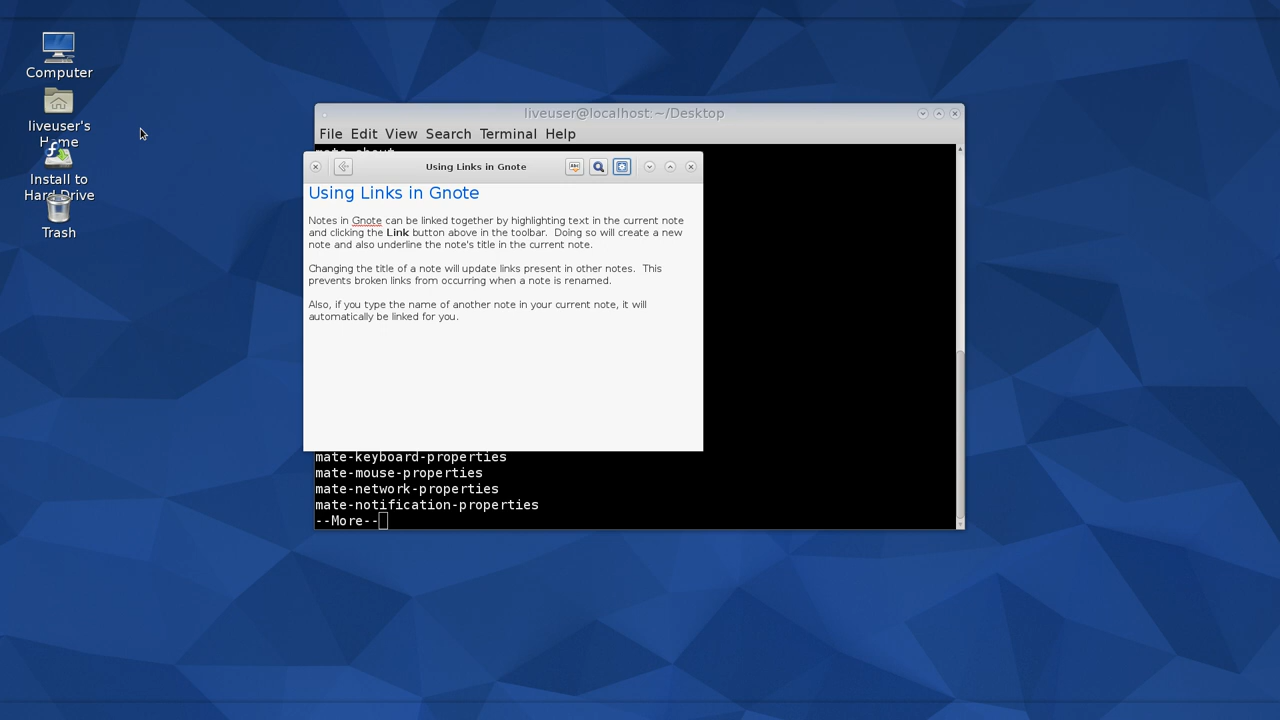 Computer
liveuser's
Home
Install to
Hard Drive
Trash
liveuser@localhost:~/Desktop
File Edit View Search Terminal Help
mate-about
Using Links in Gnote
Using Links in Gnote
Notes in Gnote can be linked together by highlighting text in the current note
and clicking the Link button above in the toolbar.  Doing so will create a new
note and also underline the note's title in the current note.
Changing the title of a note will update links present in other notes.  This
prevents broken links from occurring when a note is renamed.
Also, if you type the name of another note in your current note, it will
automatically be linked for you.
mate-keyboard-properties
mate-mouse-properties
mate-network-properties
mate-notification-properties
--More--